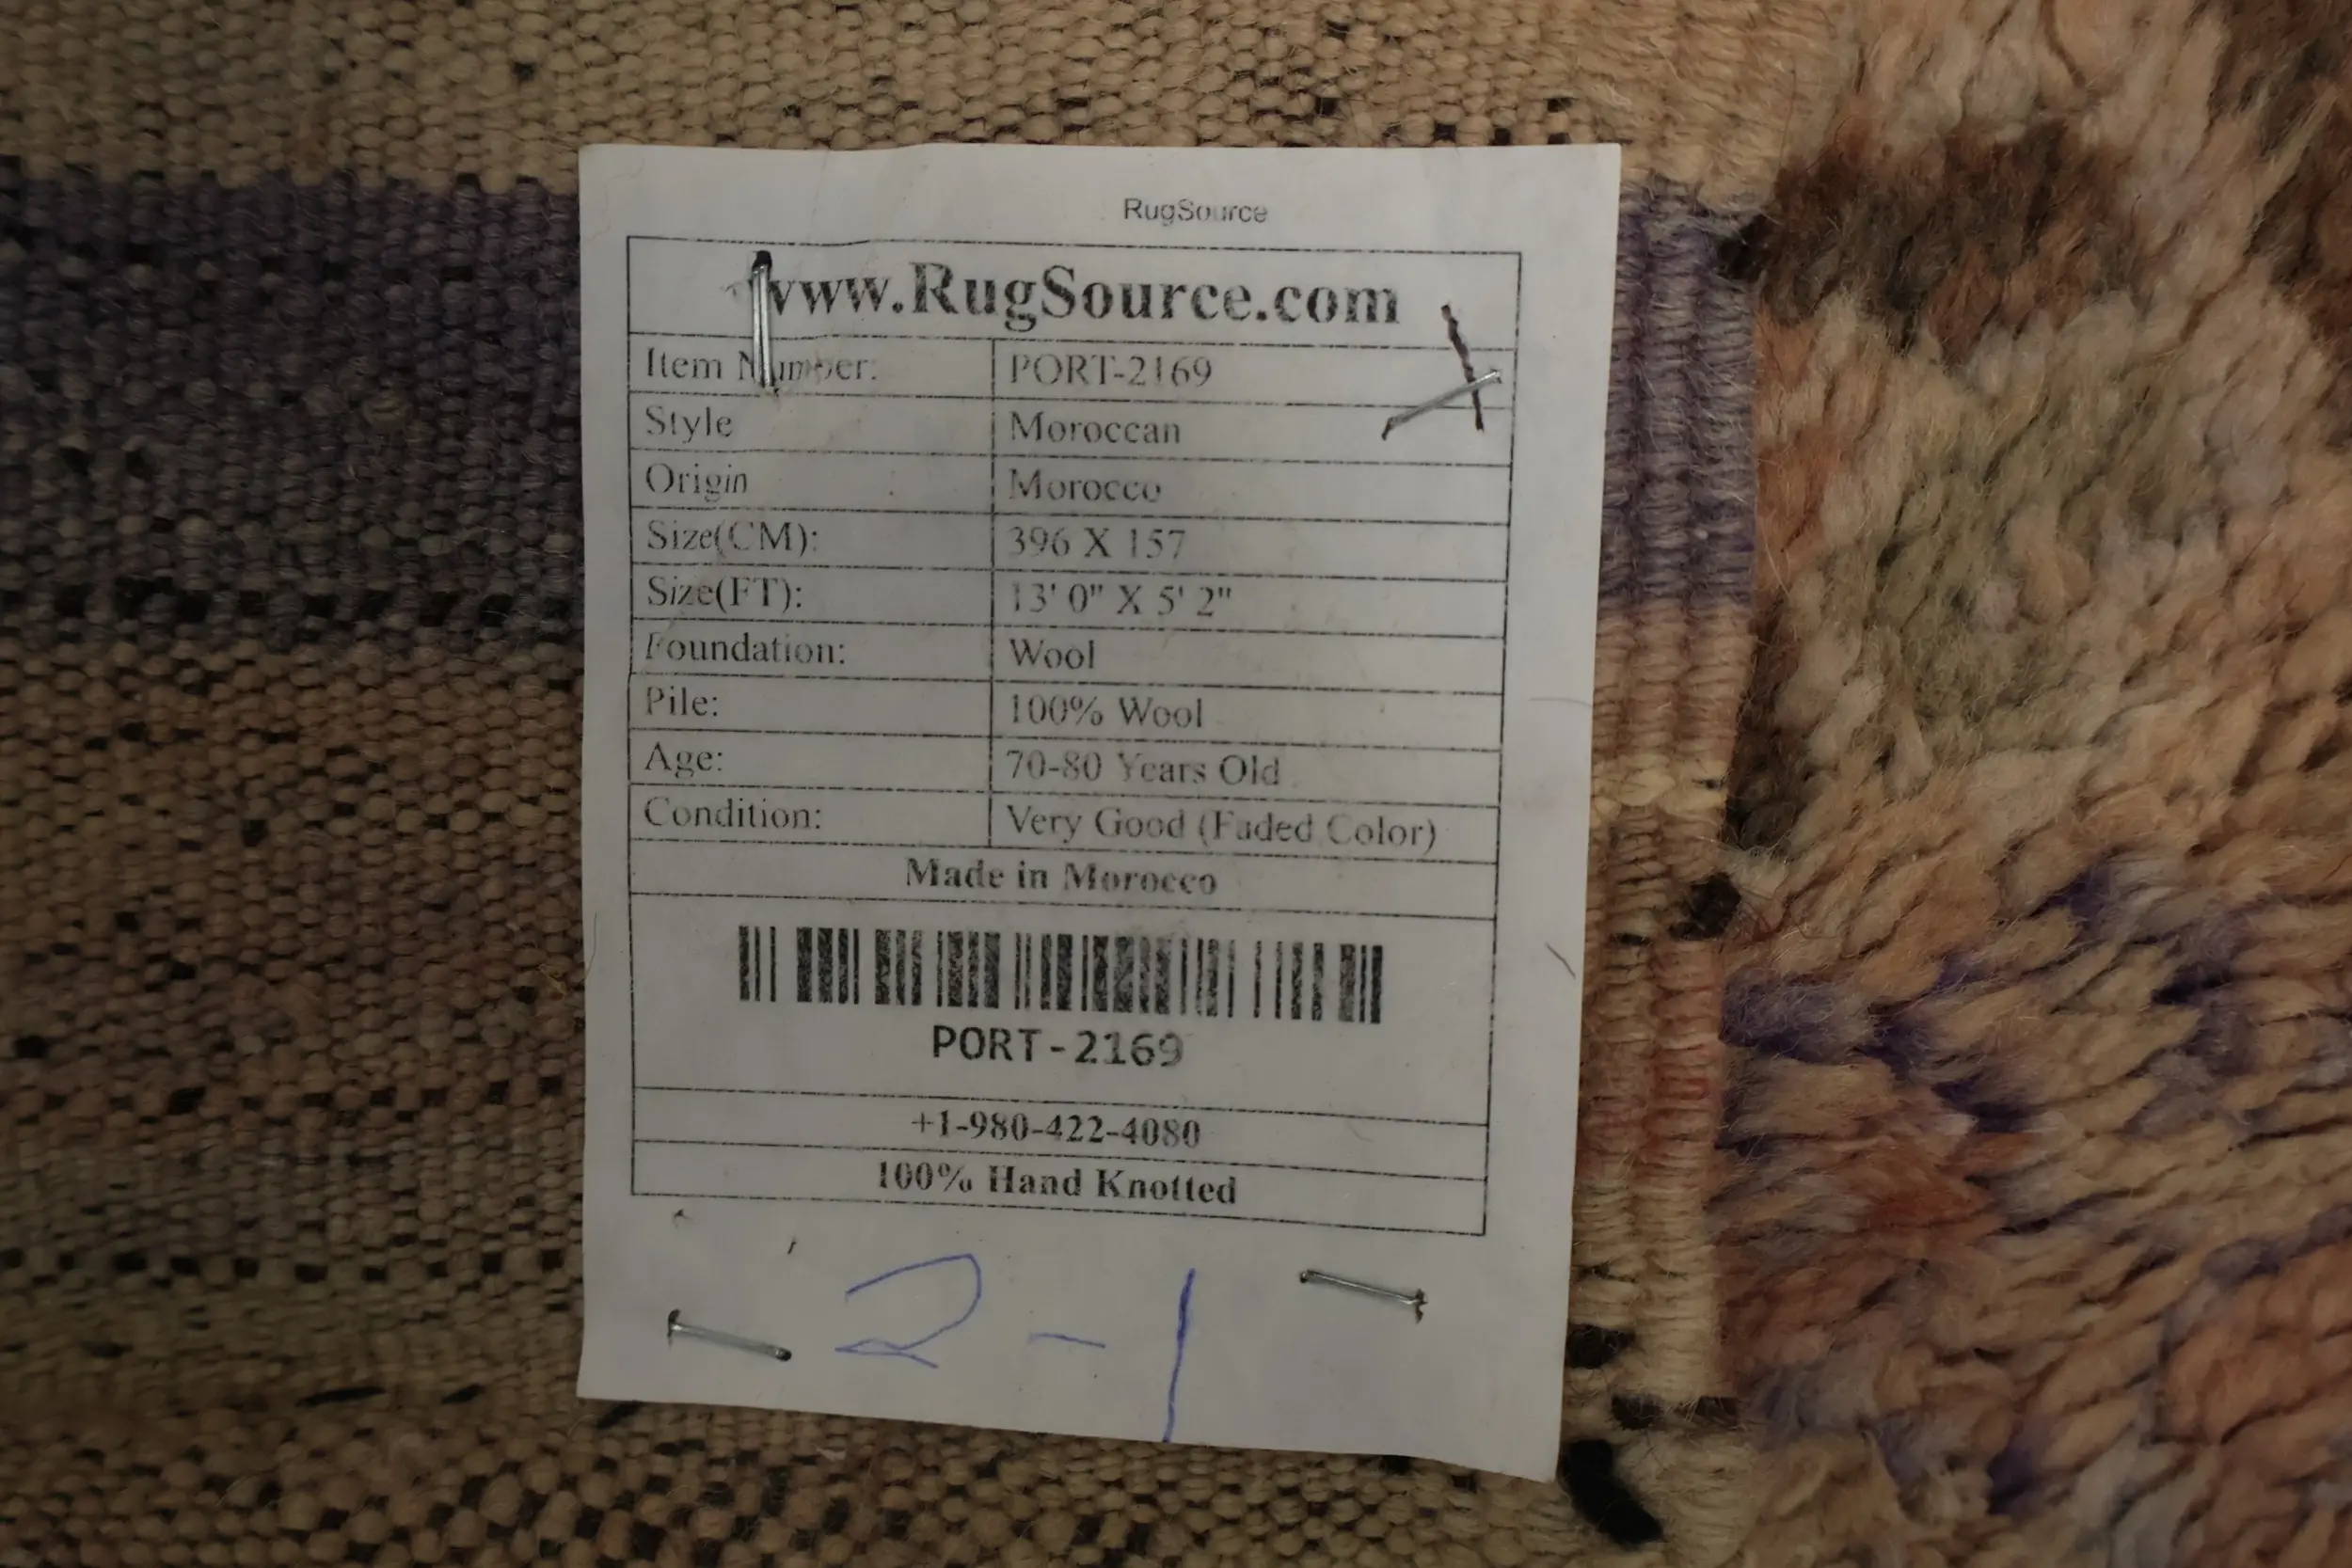 RugSource
www.RugSource.com
Item Number: PORT-2169
Style Moroccan
Origin Morocco
Size(CM): 396 X 157
Size(FT): 13' 0" X 5' 2"
Foundation: Wool
Pile: 100% Wool
Age: 70-80 Years Old
Condition: Very Good (Faded Color)
Made in Morocco
PORT-2169
+1-980-422-4080
100% Hand Knotted
2-1